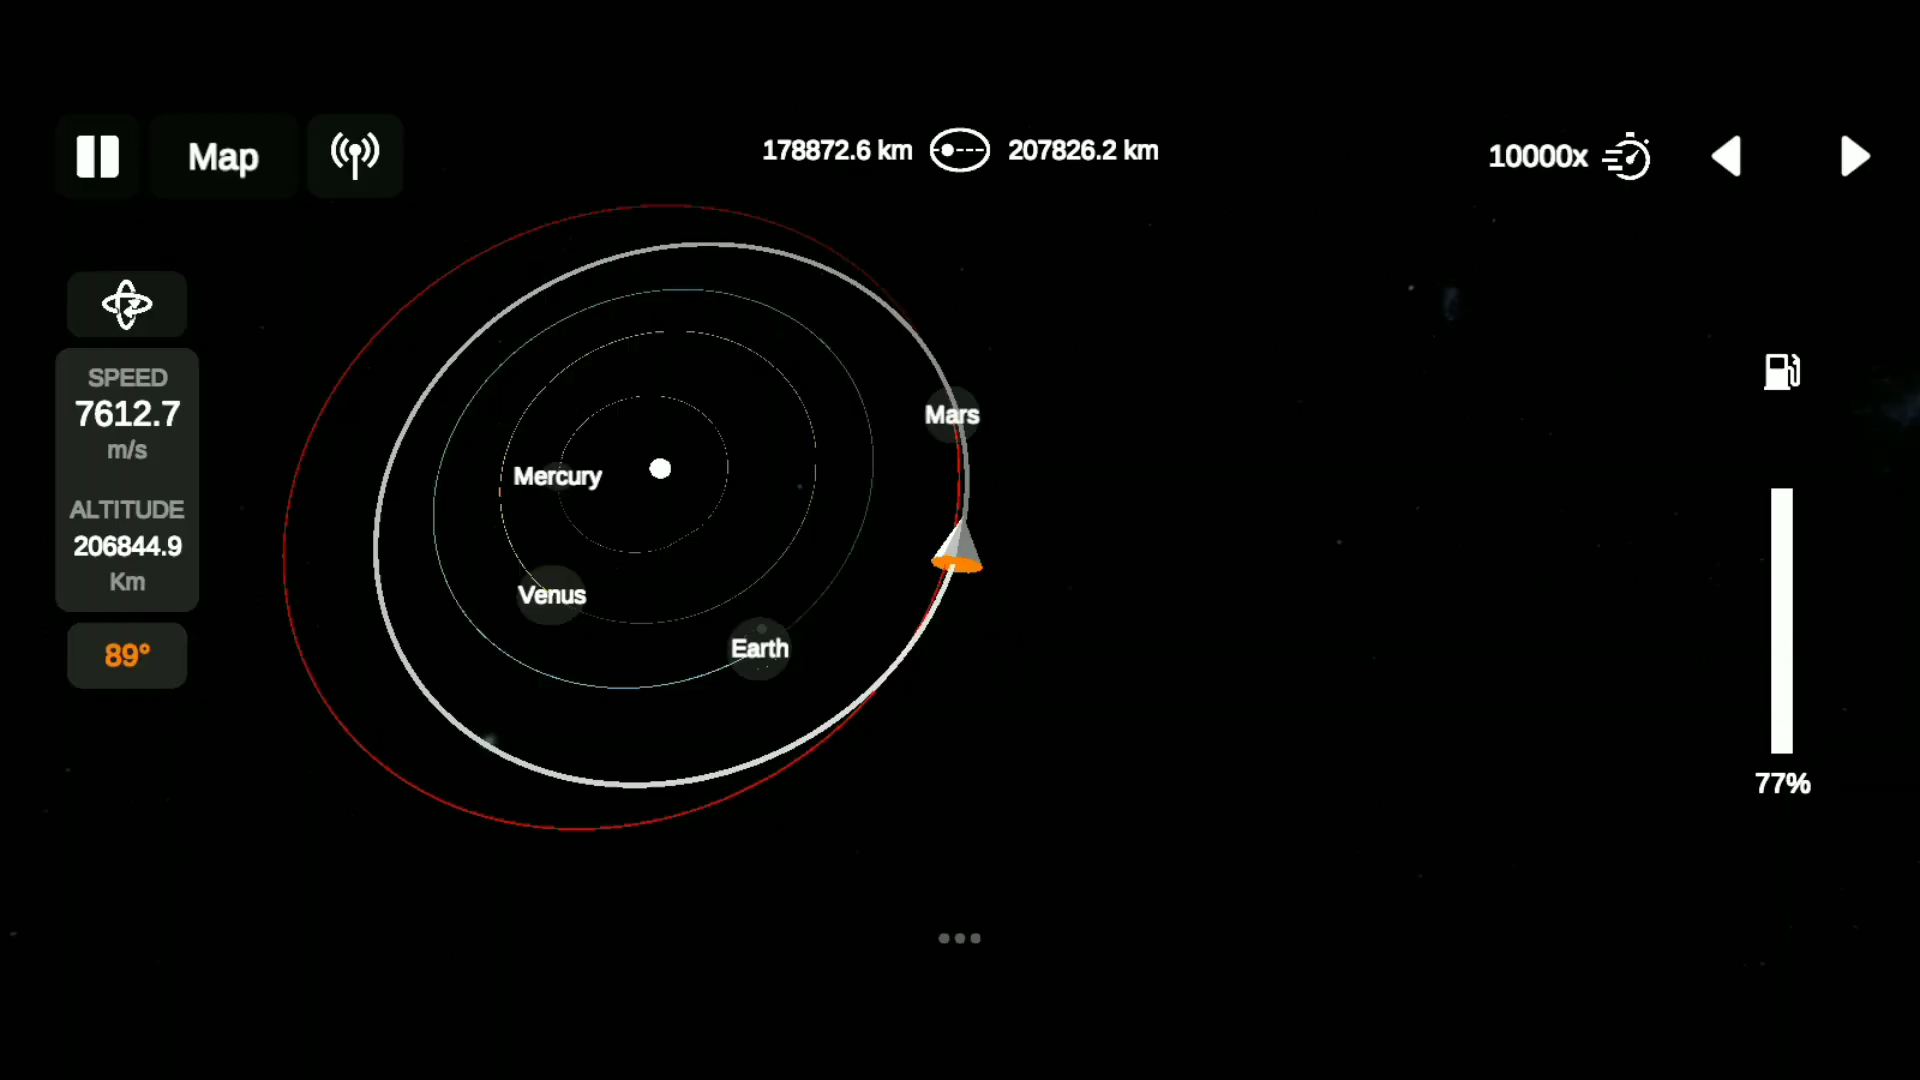 Map
178872.6 km
207826.2 km
10000x
SPEED
7612.7
m/s
ALTITUDE
206844.9
Km
89°
Mars
Mercury
Venus
Earth
77%